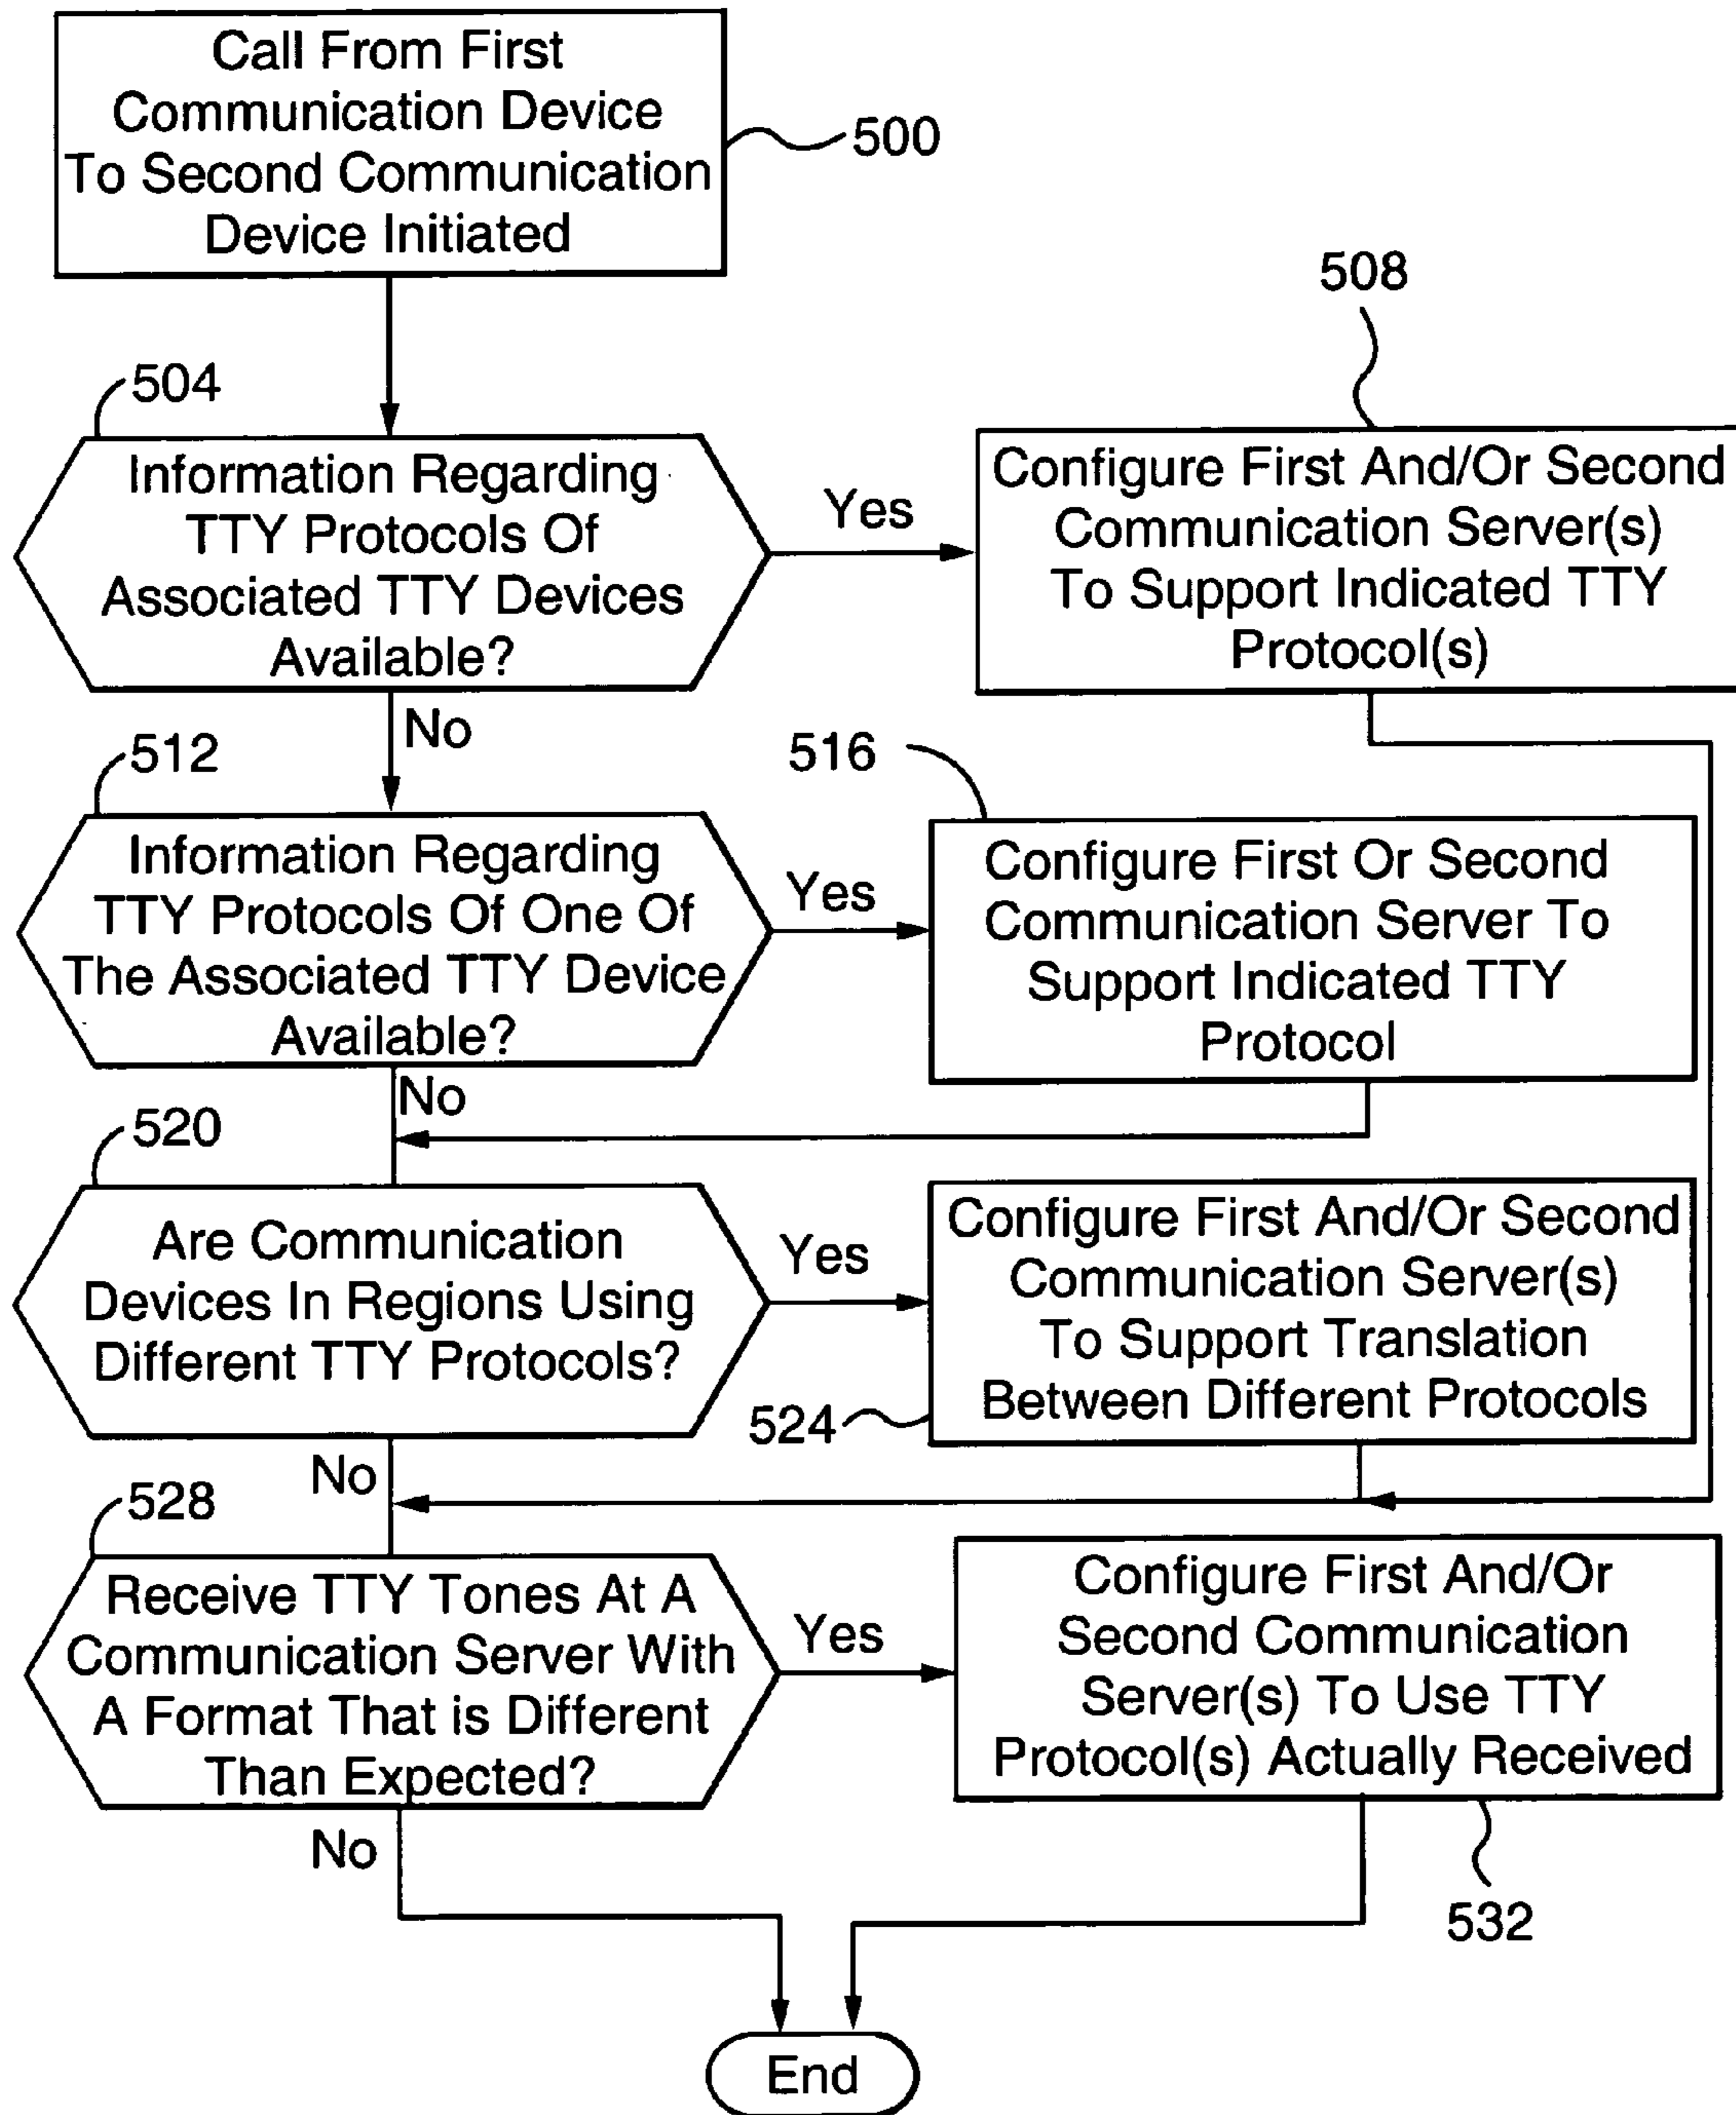 Call From First
Communication Device
To Second Communication
Device Initiated
500
508
504
Information Regarding
TTY Protocols Of
Associated TTY Devices
Available?
Yes
Configure First And/Or Second
Communication Server(s)
To Support Indicated TTY
Protocol(s)
No
512
516
Information Regarding
TTY Protocols Of One Of
The Associated TTY Device
Available?
Yes
Configure First Or Second
Communication Server To
Support Indicated TTY
Protocol
No
520
Are Communication
Devices In Regions Using
Different TTY Protocols?
Yes
Configure First And/Or Second
Communication Server(s)
To Support Translation
Between Different Protocols
524
No
528
Receive TTY Tones At A
Communication Server With
A Format That is Different
Than Expected?
Yes
Configure First And/Or
Second Communication
Server(s) To Use TTY
Protocol(s) Actually Received
No
532
End